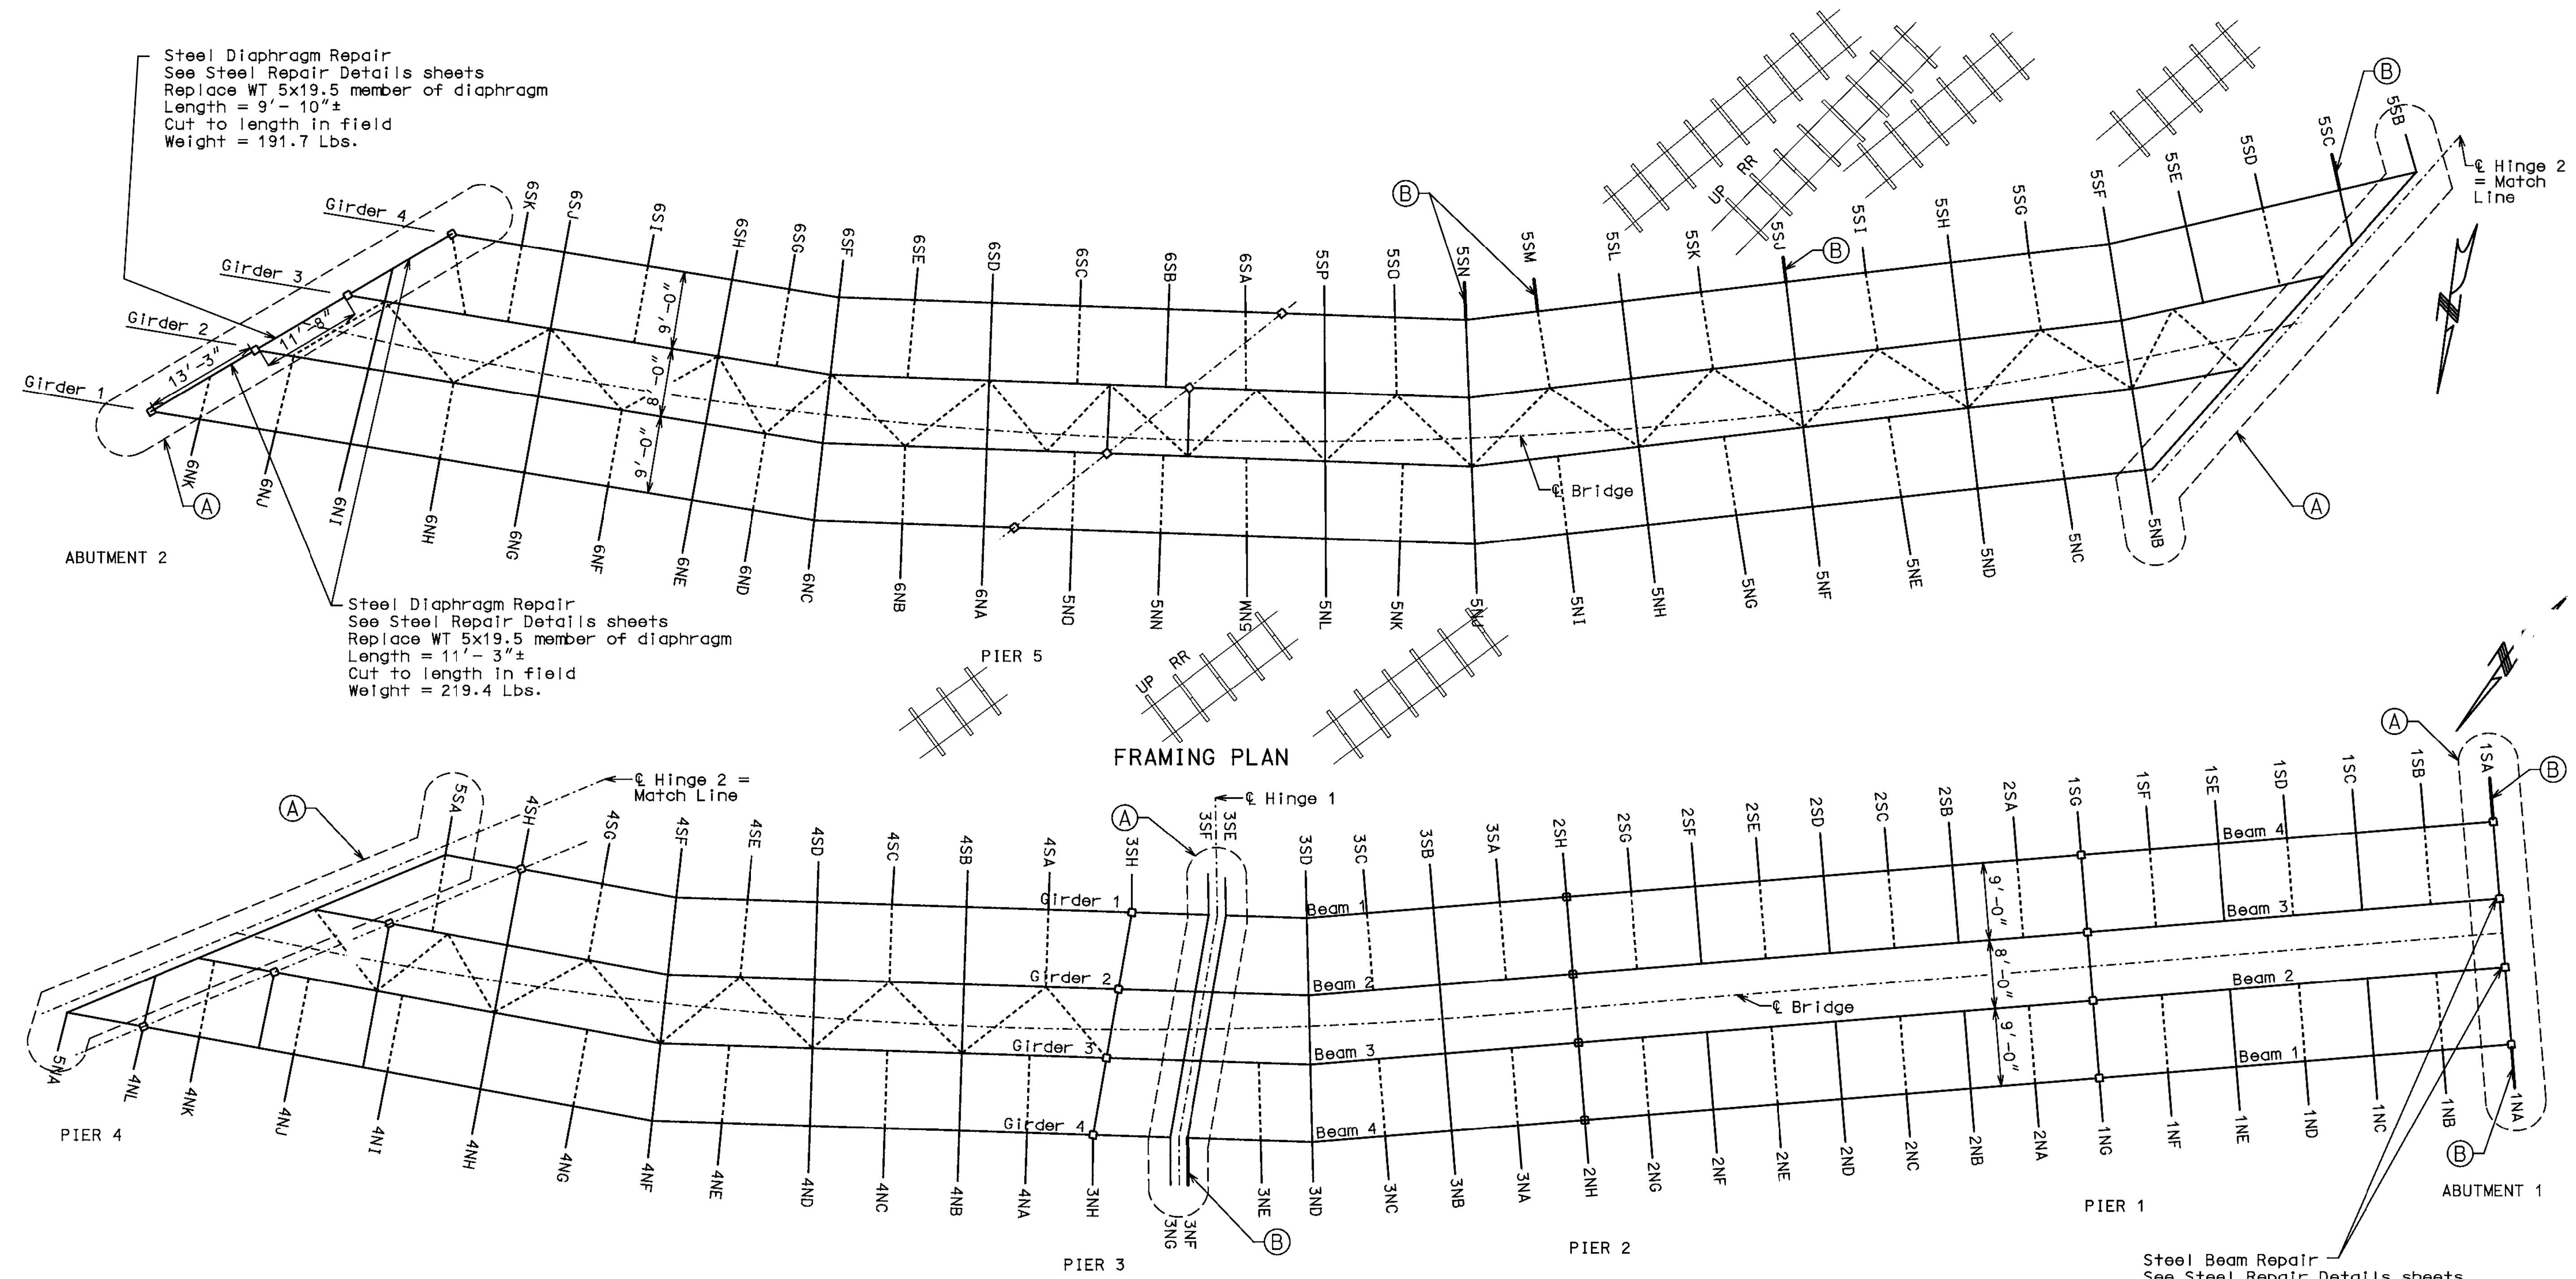 Steel Diaphragm Repair
See Steel Repair Details sheets
Replace WT 5x19.5 member of diaphragm
Length = 9'- 10"±
Cut to length in field
Weight = 191.7 Lbs.
Girder 4
Girder 3
Girder 2
Girder 1
13'-3"
11'-8"
9'-0"
8'-0"
9'-0"
6SK
6SJ
6SI
6SH
6SG
6SF
6SE
6SD
6SC
6SB
6SA
5SP
5SO
5SN
5SM
5SL
5SK
5SJ
5SI
5SH
5SG
5SF
5SE
5SD
5SC
5SB
B
B
B
UP RR
℄ Hinge 2
= Match
Line
A
A
℄ Bridge
6NK
6NJ
6NI
6NH
6NG
6NF
6NE
6ND
6NC
6NB
6NA
5NO
5NN
5NM
5NL
5NK
5NJ
5NI
5NH
5NG
5NF
5NE
5ND
5NC
5NB
ABUTMENT 2
Steel Diaphragm Repair
See Steel Repair Details sheets
Replace WT 5x19.5 member of diaphragm
Length = 11'- 3"±
Cut to length in field
Weight = 219.4 Lbs.
PIER 5
UP RR
FRAMING PLAN
℄ Hinge 2 =
Match Line
℄ Hinge 1
A
A
A
B
5SA
4SH
4SG
4SF
4SE
4SD
4SC
4SB
4SA
3SH
3SF
3SE
3SD
3SC
3SB
3SA
2SH
2SG
2SF
2SE
2SD
2SC
2SB
2SA
1SG
1SF
1SE
1SD
1SC
1SB
1SA
Girder 1
Girder 2
Girder 3
Girder 4
Beam 1
Beam 2
Beam 3
Beam 4
Beam 4
Beam 3
Beam 2
Beam 1
9'-0"
8'-0"
9'-0"
℄ Bridge
5NA
4NL
4NK
4NJ
4NI
4NH
4NG
4NF
4NE
4ND
4NC
4NB
4NA
3NH
3NG
3NF
3NE
3ND
3NC
3NB
3NA
2NH
2NG
2NF
2NE
2ND
2NC
2NB
2NA
1NG
1NF
1NE
1ND
1NC
1NB
1NA
B
B
PIER 4
PIER 3
PIER 2
PIER 1
ABUTMENT 1
Steel Beam Repair
See Steel Repair Details sheets